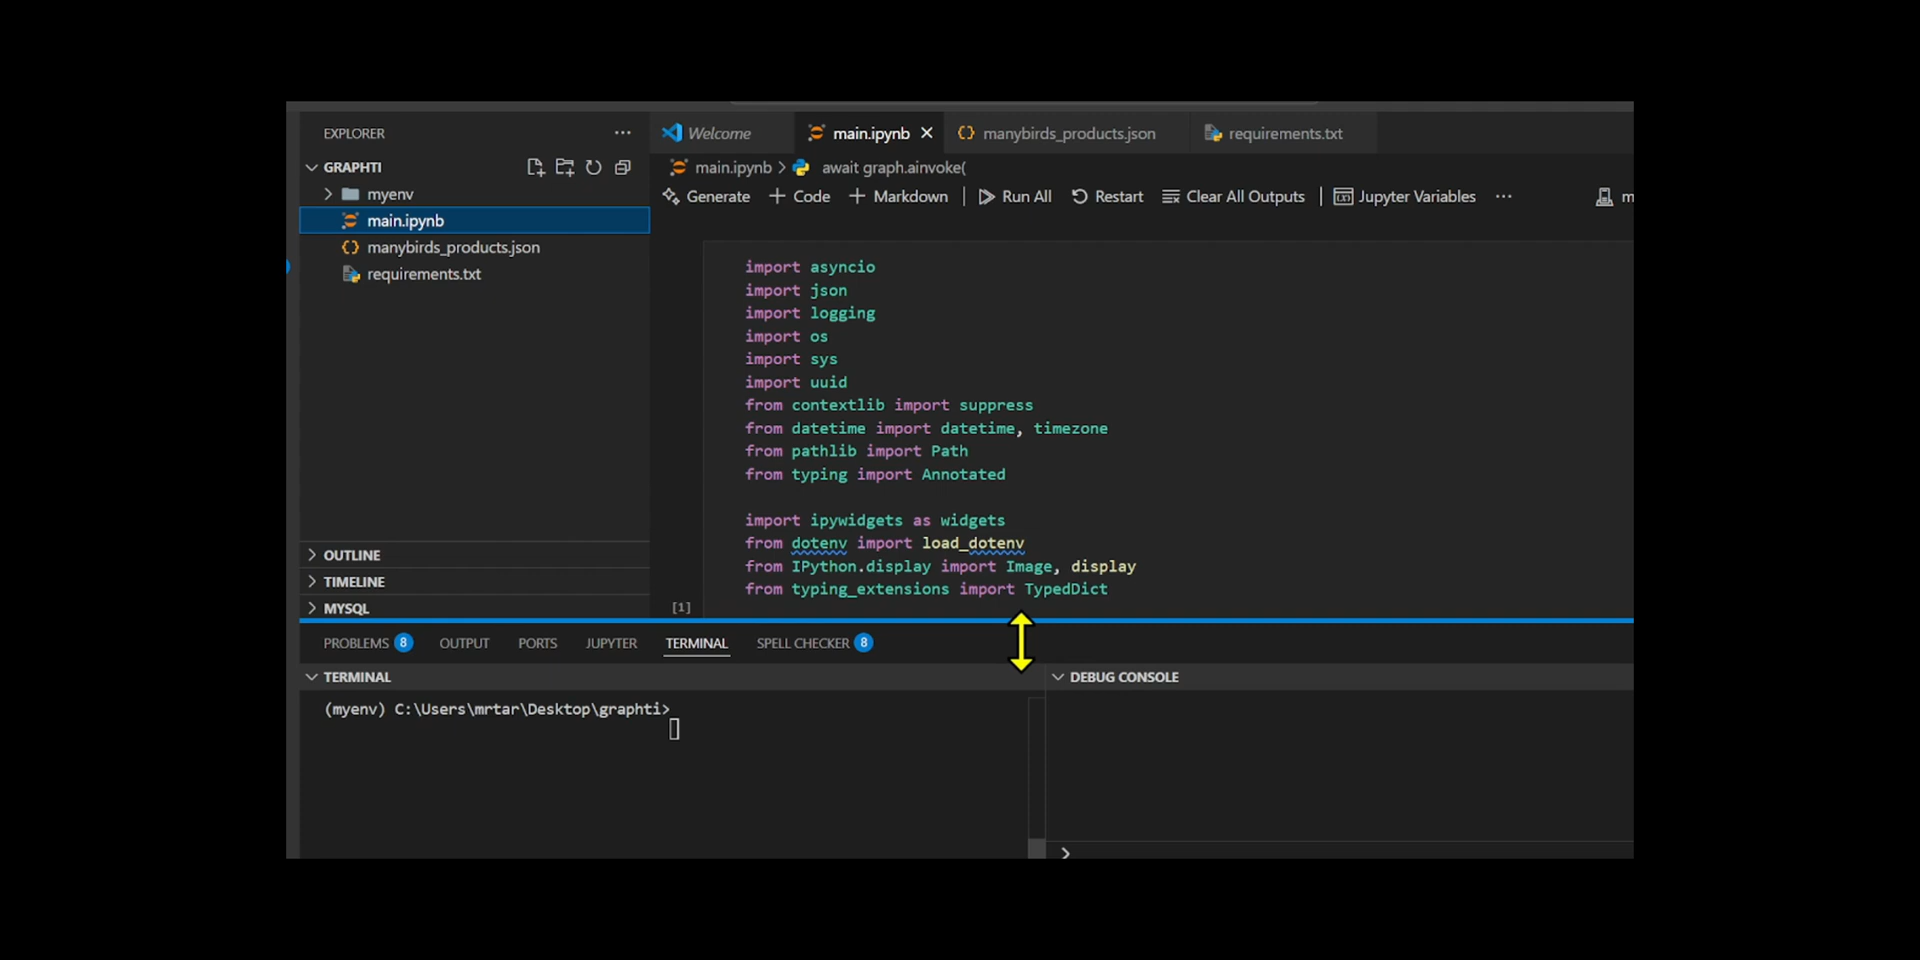 EXPLORER
GRAPHTI
myenv
main.ipynb
manybirds_products.json
requirements.txt
OUTLINE
TIMELINE
MYSQL
Welcome
main.ipynb
manybirds_products.json
requirements.txt
main.ipynb > await graph.ainvoke(
Generate + Code + Markdown | Run All Restart Clear All Outputs | Jupyter Variables ... m
import asyncio
import json
import logging
import os
import sys
import uuid
from contextlib import suppress
from datetime import datetime, timezone
from pathlib import Path
from typing import Annotated
import ipywidgets as widgets
from dotenv import load_dotenv
from IPython.display import Image, display
from typing_extensions import TypedDict
[1]
PROBLEMS 8 OUTPUT PORTS JUPYTER TERMINAL SPELL CHECKER 8
TERMINAL
(myenv) C:\Users\mrtar\Desktop\graphti>
DEBUG CONSOLE
>